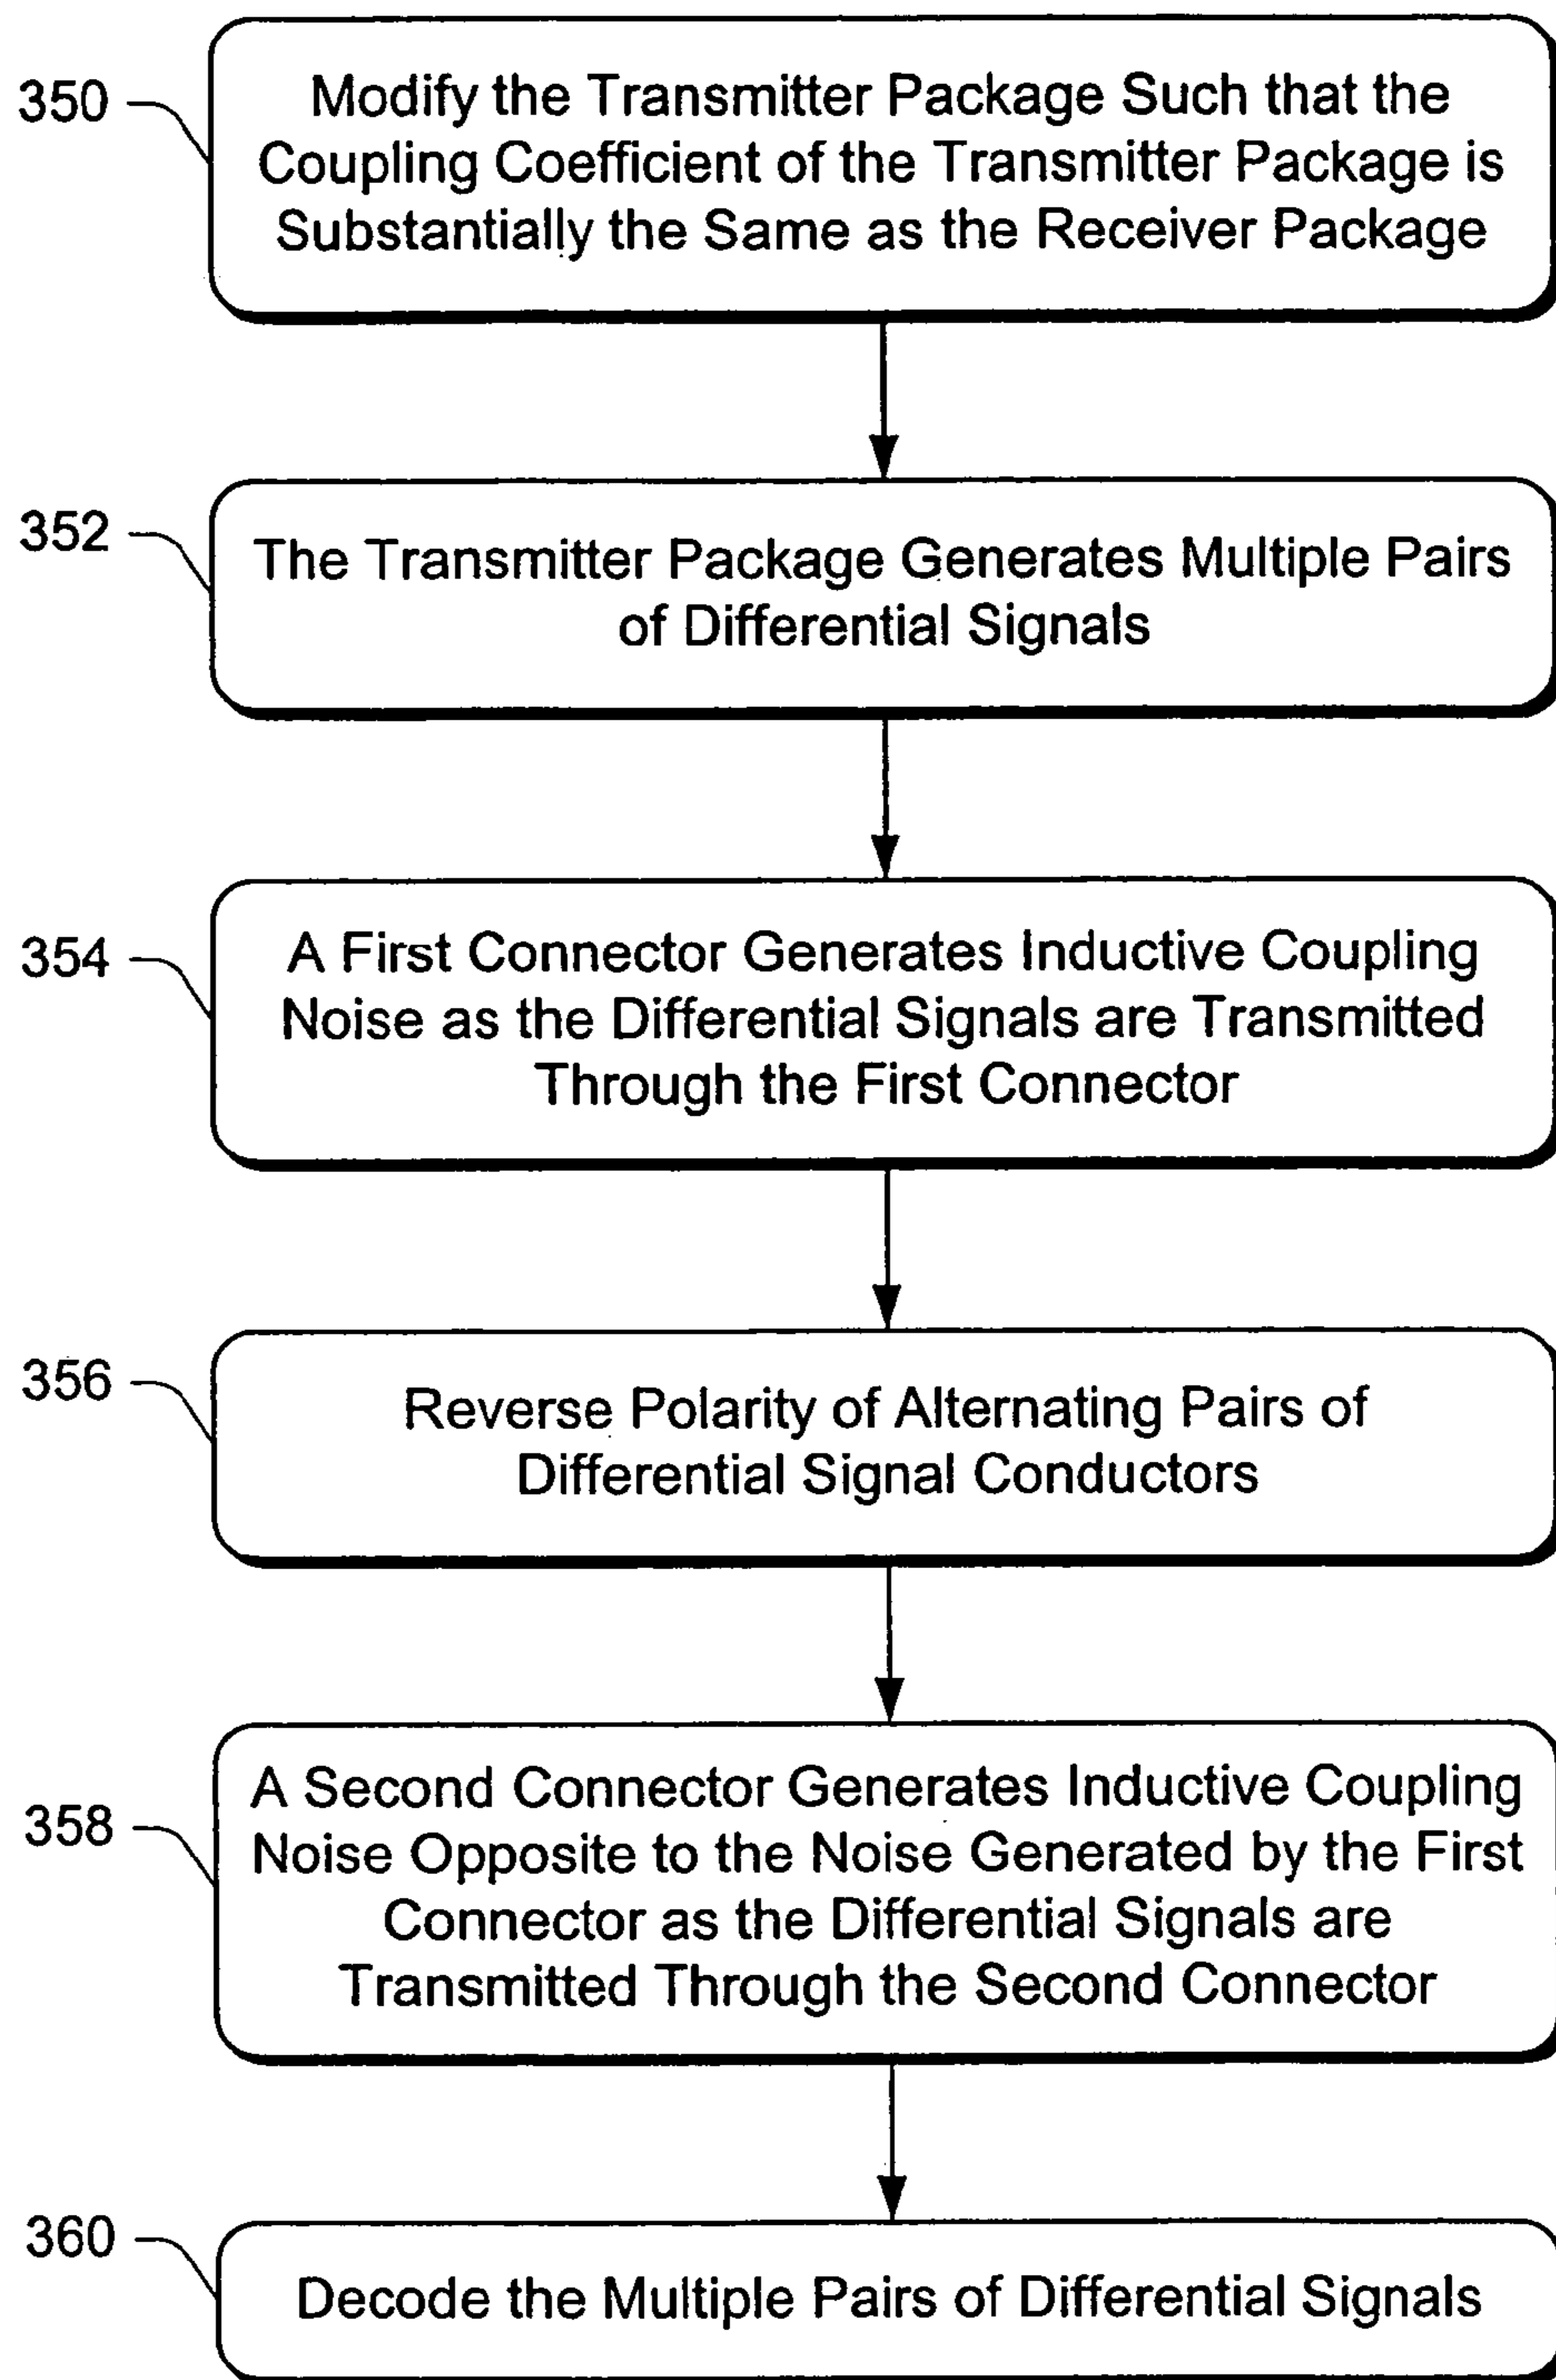 350
Modify the Transmitter Package Such that the
Coupling Coefficient of the Transmitter Package is
Substantially the Same as the Receiver Package
352
The Transmitter Package Generates Multiple Pairs
of Differential Signals
354
A First Connector Generates Inductive Coupling
Noise as the Differential Signals are Transmitted
Through the First Connector
356
Reverse Polarity of Alternating Pairs of
Differential Signal Conductors
358
A Second Connector Generates Inductive Coupling
Noise Opposite to the Noise Generated by the First
Connector as the Differential Signals are
Transmitted Through the Second Connector
360
Decode the Multiple Pairs of Differential Signals